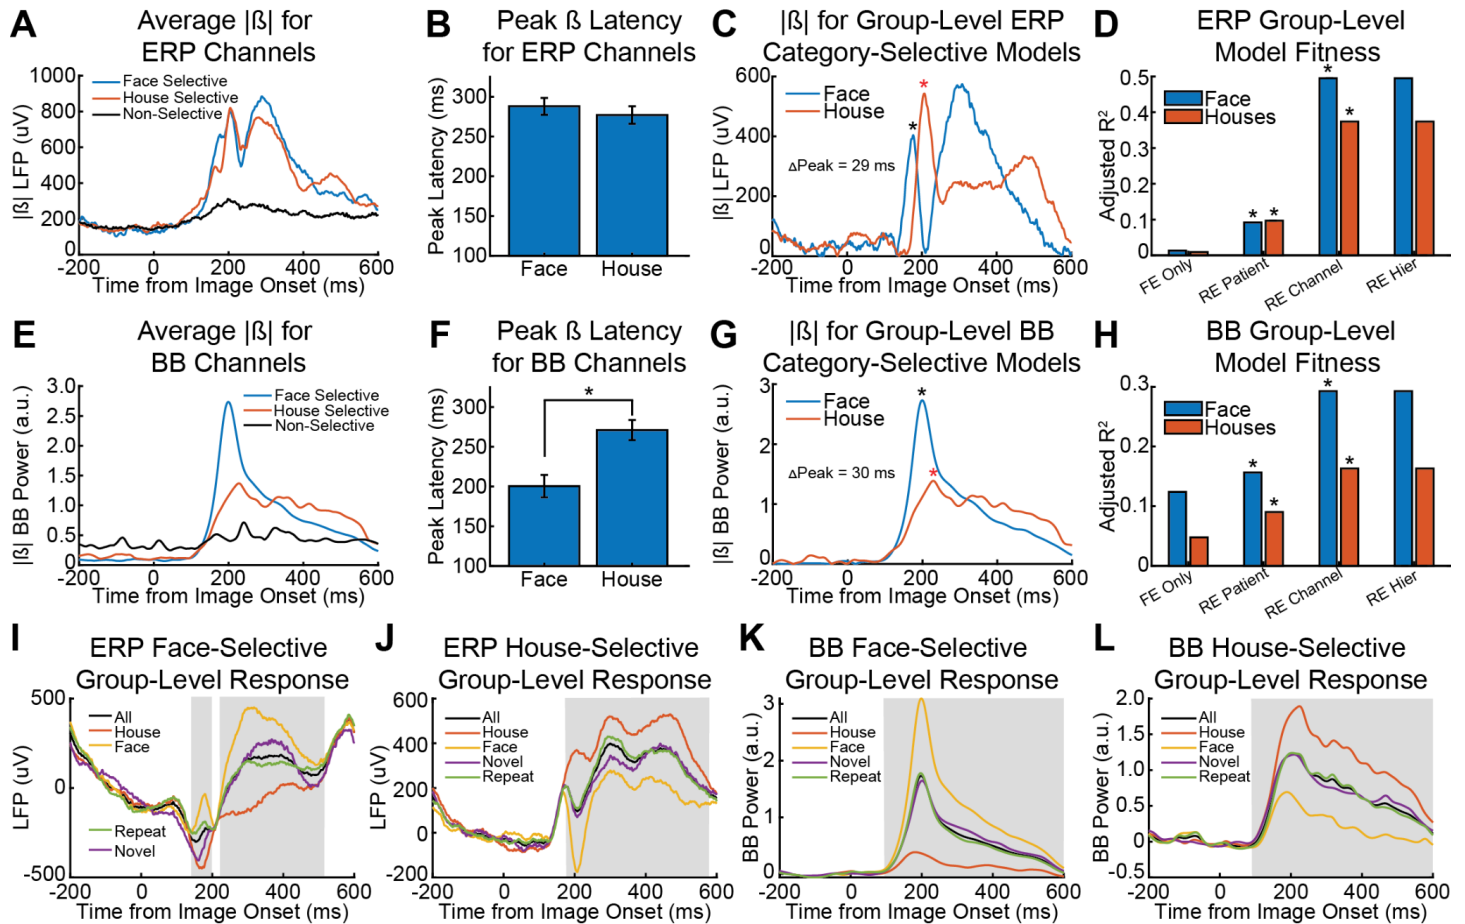 A
Average |ß| for
ERP Channels
1000
800
600
400
200
0
|ß| LFP (uV)
Face Selective
House Selective
Non-Selective
-200 0 200 400 600
Time from Image Onset (ms)
B
Peak ß Latency
for ERP Channels
300
250
200
150
100
Peak Latency (ms)
Face House
C
|ß| for Group-Level ERP
Category-Selective Models
600
400
200
0
|ß| LFP (uV)
Face
House
*
*
ΔPeak = 29 ms
-200 0 200 400 600
Time from Image Onset (ms)
D
ERP Group-Level
Model Fitness
0.5
0.4
0.3
0.2
0.1
0
Adjusted R²
Face
Houses
* * * *
FE Only RE Patient RE Channel RE Hier
E
Average |ß| for
BB Channels
3.0
2.5
2.0
1.5
1.0
0.5
0
|ß| BB Power (a.u.)
Face Selective
House Selective
Non-Selective
-200 0 200 400 600
Time from Image Onset (ms)
F
Peak ß Latency
for BB Channels
300
250
200
150
100
Peak Latency (ms)
*
Face House
G
|ß| for Group-Level BB
Category-Selective Models
3
2
1
0
|ß| BB Power (a.u.)
Face
House
*
*
ΔPeak = 30 ms
-200 0 200 400 600
Time from Image Onset (ms)
H
BB Group-Level
Model Fitness
0.3
0.2
0.1
0
Adjusted R²
Face
Houses
* * * *
FE Only RE Patient RE Channel RE Hier
I
ERP Face-Selective
Group-Level Response
500
0
-500
LFP (uV)
All
House
Face
Repeat
Novel
-200 0 200 400 600
Time from Image Onset (ms)
J
ERP House-Selective
Group-Level Response
600
400
200
0
-200
LFP (uV)
All
House
Face
Novel
Repeat
-200 0 200 400 600
Time from Image Onset (ms)
K
BB Face-Selective
Group-Level Response
3
2
1
0
BB Power (a.u.)
All
House
Face
Novel
Repeat
-200 0 200 400 600
Time from Image Onset (ms)
L
BB House-Selective
Group-Level Response
2.0
1.5
1.0
0.5
0
-0.5
BB Power (a.u.)
All
House
Face
Novel
Repeat
-200 0 200 400 600
Time from Image Onset (ms)